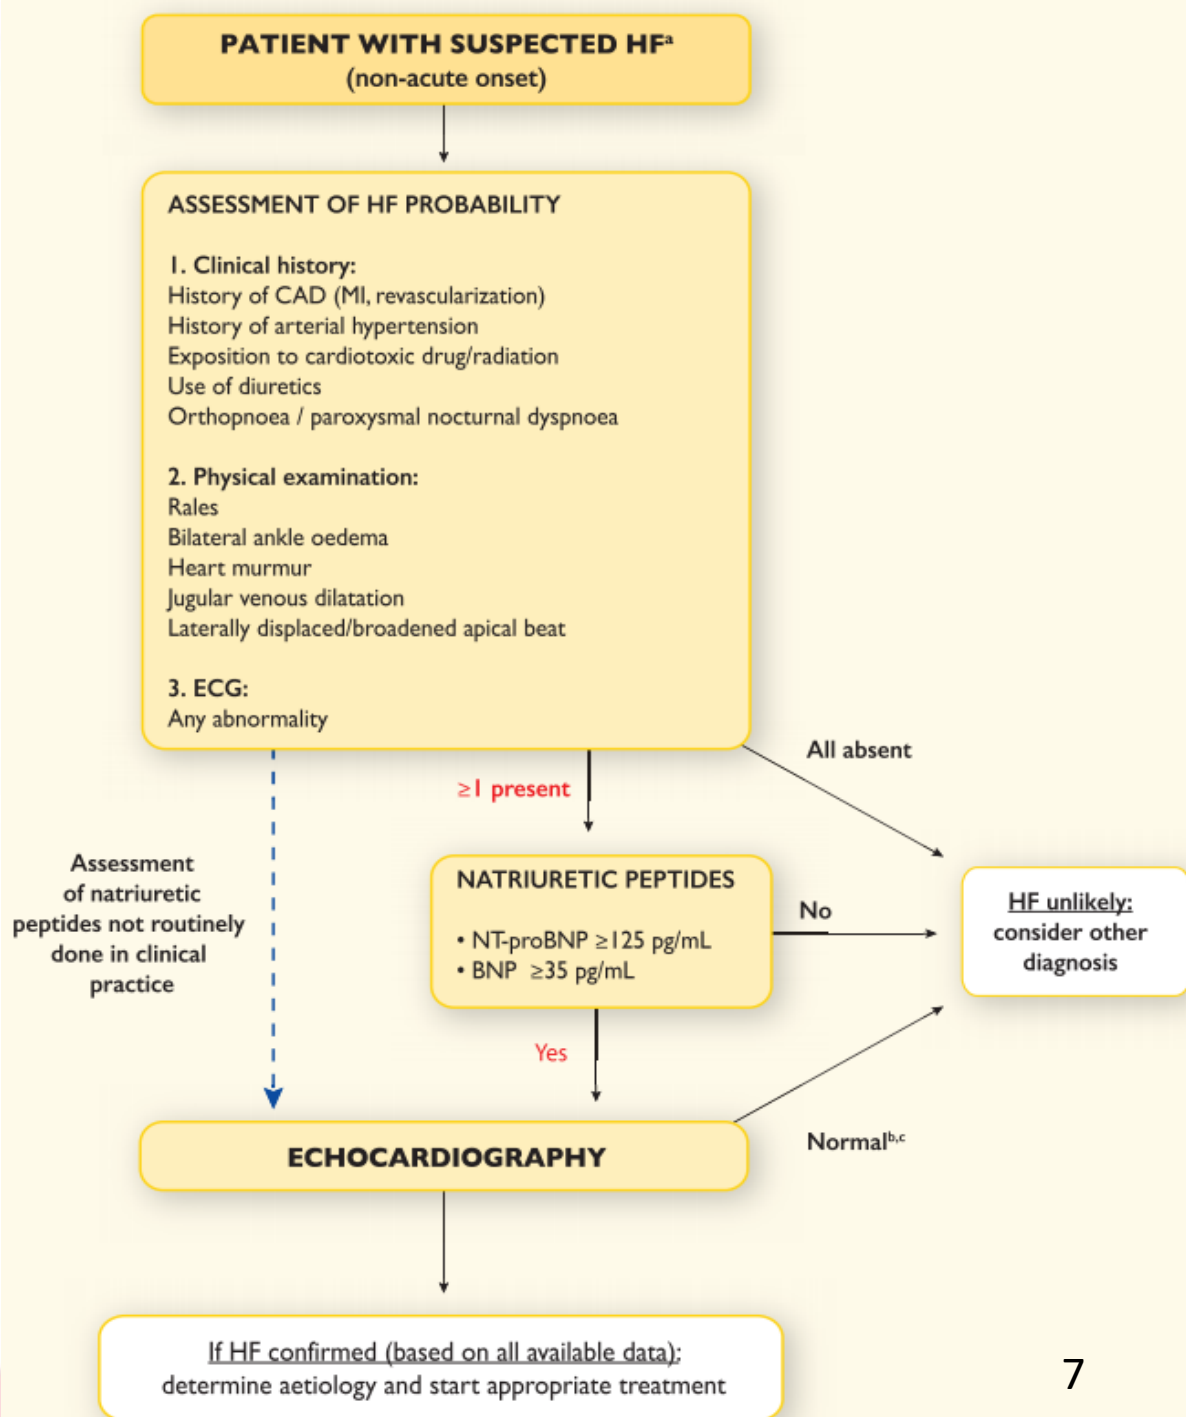 PATIENT WITH SUSPECTED HFᵃ
(non-acute onset)
ASSESSMENT OF HF PROBABILITY
1. Clinical history:
History of CAD (MI, revascularization)
History of arterial hypertension
Exposition to cardiotoxic drug/radiation
Use of diuretics
Orthopnoea / paroxysmal nocturnal dyspnoea
2. Physical examination:
Rales
Bilateral ankle oedema
Heart murmur
Jugular venous dilatation
Laterally displaced/broadened apical beat
3. ECG:
Any abnormality
All absent
≥1 present
Assessment
of natriuretic
peptides not routinely
done in clinical
practice
NATRIURETIC PEPTIDES
• NT-proBNP ≥125 pg/mL
• BNP ≥35 pg/mL
No
HF unlikely:
consider other
diagnosis
Yes
Normalᵇ,ᶜ
ECHOCARDIOGRAPHY
If HF confirmed (based on all available data):
determine aetiology and start appropriate treatment
7